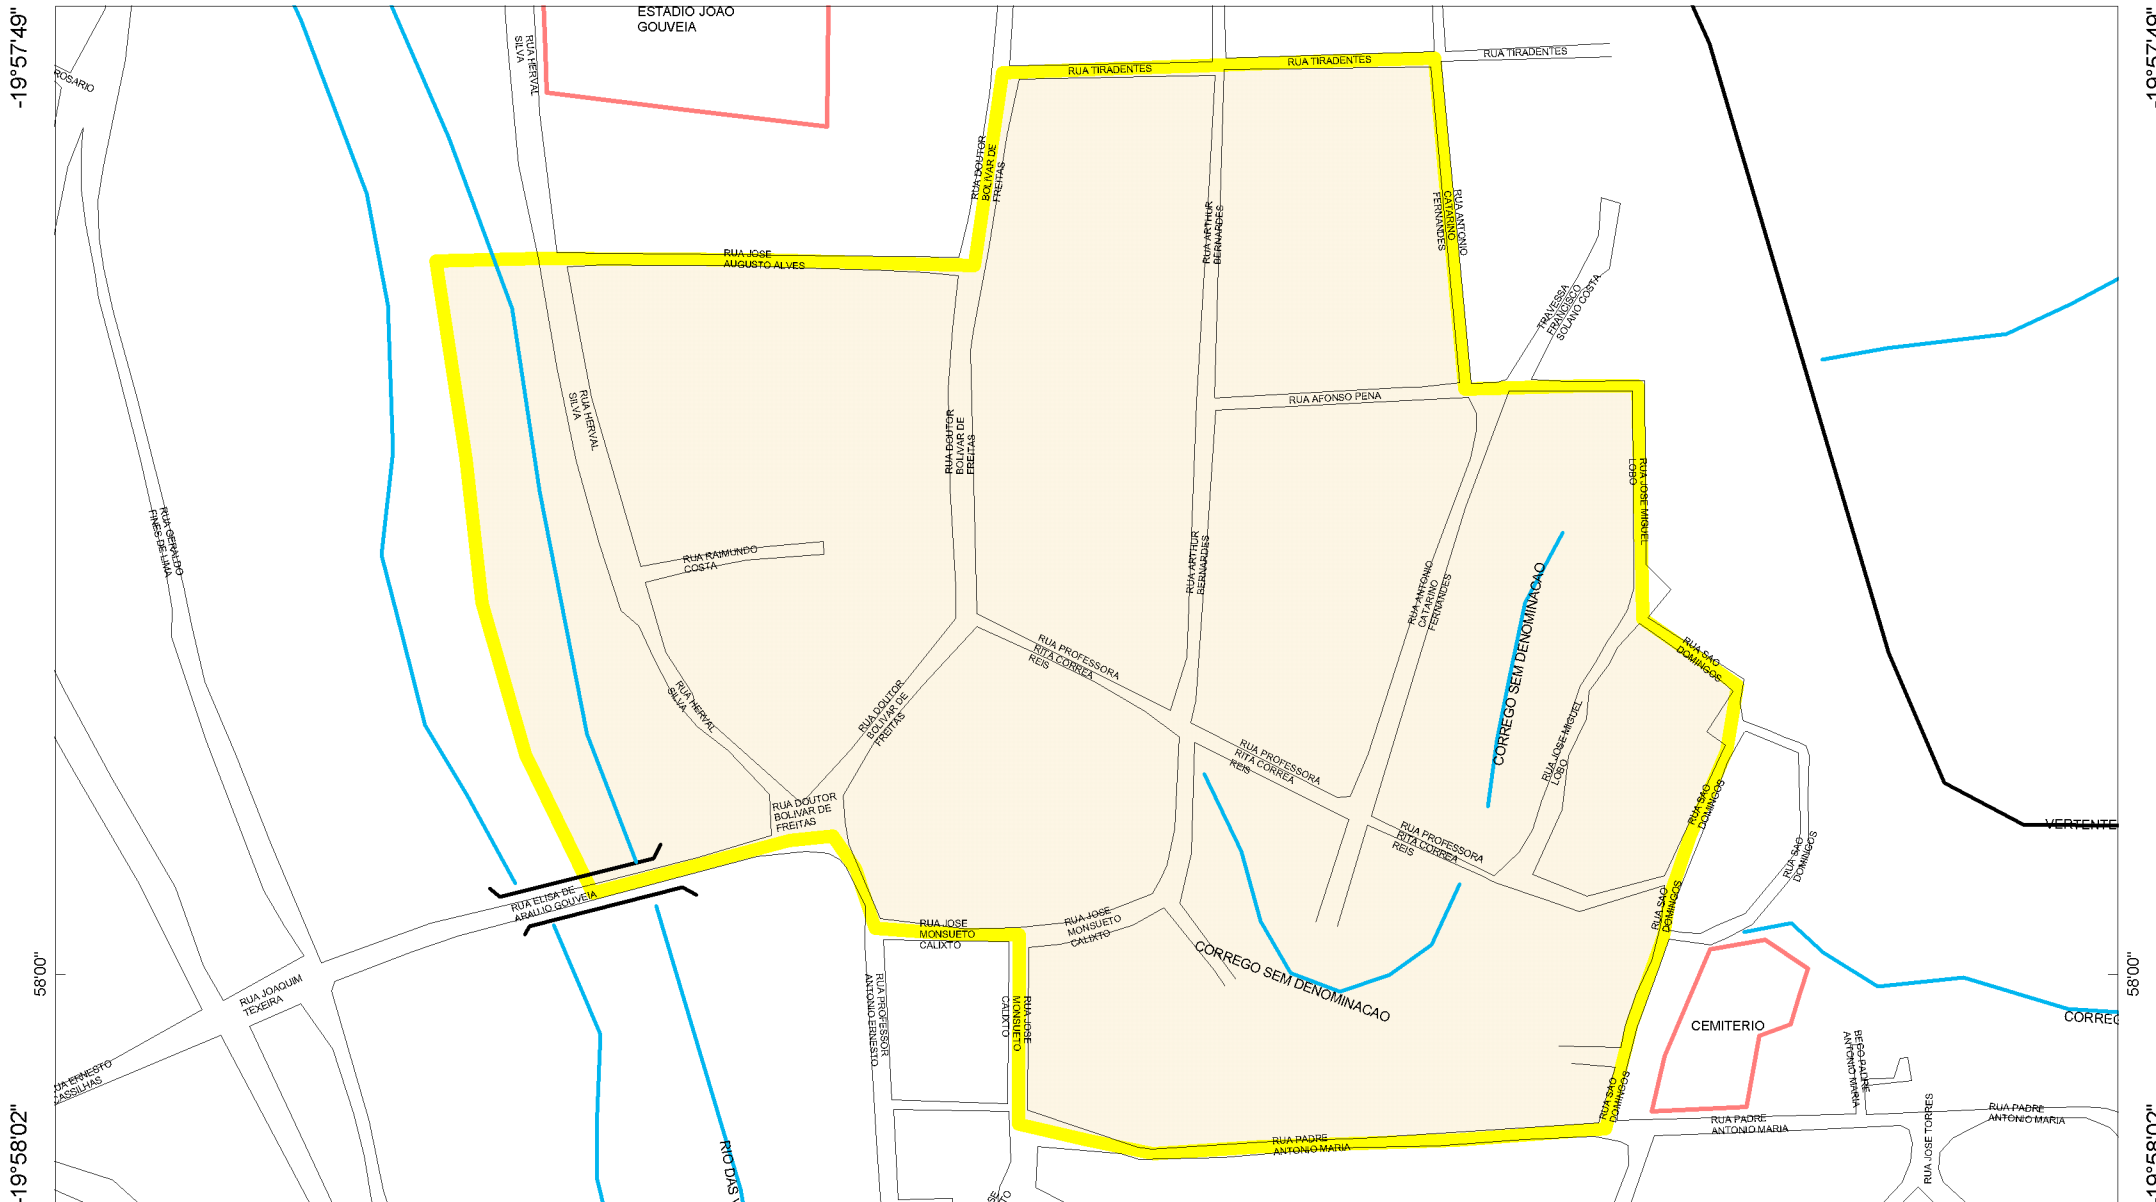 -19°57'49"
-19°57'49"
ESTADIO JOAO
GOUVEIA
RUA HERVAL
SILVA
ROSARIO
RUA TIRADENTES
RUA TIRADENTES
RUA TIRADENTES
RUA DOUTOR
BOLIVAR DE
FREITAS
RUA ARTHUR
BERNARDES
RUA ANTONIO
CATARINO
FERNANDES
RUA JOSE
AUGUSTO ALVES
TRAVESSA
FRANCISCO
SOLANO COSTA
RUA HERVAL
SILVA
RUA DOUTOR
BOLIVAR DE
FREITAS
RUA AFONSO PENA
RUA JOSE MIGUEL
LOBO
RUA GERALDO
FINES DE LIMA
RUA RAIMUNDO
COSTA
RUA ARTHUR
BERNARDES
RUA ANTONIO
CATARINO
FERNANDES
CORREGO SEM DENOMINACAO
RUA PROFESSORA
RITA CORREA
REIS
RUA SAO
DOMINGOS
RUA HERVAL
SILVA
RUA DOUTOR
BOLIVAR DE
FREITAS
RUA JOSE MIGUEL
LOBO
RUA PROFESSORA
RITA CORREA
REIS
RUA DOUTOR
BOLIVAR DE
FREITAS
RUA SAO
DOMINGOS
VERTENTE
RUA PROFESSORA
RITA CORREA
REIS
RUA SAO
DOMINGOS
RUA ELISA DE
ARAUJO GOUVEIA
RUA JOSE
MONSUETO
CALIXTO
RUA JOSE
MONSUETO
CALIXTO
RUA SAO
DOMINGOS
CORREGO SEM DENOMINACAO
58'00"
58'00"
RUA JOAQUIM
TEXEIRA
RUA PROFESSOR
ANTONIO ERNESTO
RUA JOSE
MONSUETO
CALIXTO
CEMITERIO
CORREG
BECO PADRE
ANTONIO MARIA
UA ERNESTO
CASSILHAS
RUA SAO
DOMINGOS
RUA PADRE
ANTONIO MARIA
RUA PADRE
ANTONIO MARIA
RUA PADRE
ANTONIO MARIA
RUA JOSE TORRES
RIO DAS
-19°58'02"
-19°58'02"